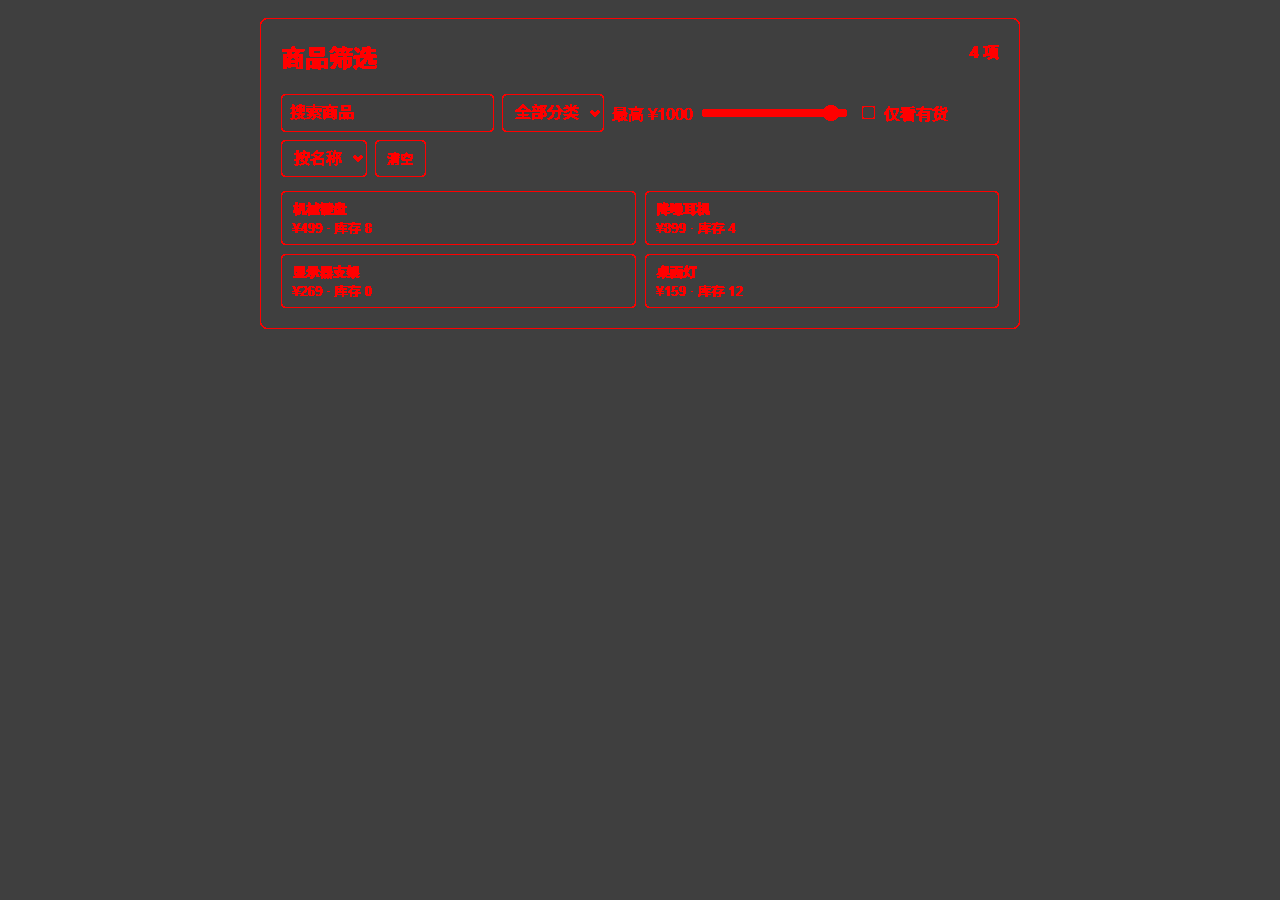 商品筛选
4 项
搜索商品
全部分类
最高 ¥1000
仅看有货
按名称
清空
机械键盘
¥499 · 库存 8
降噪耳机
¥899 · 库存 4
显示器支架
¥269 · 库存 0
桌面灯
¥159 · 库存 12